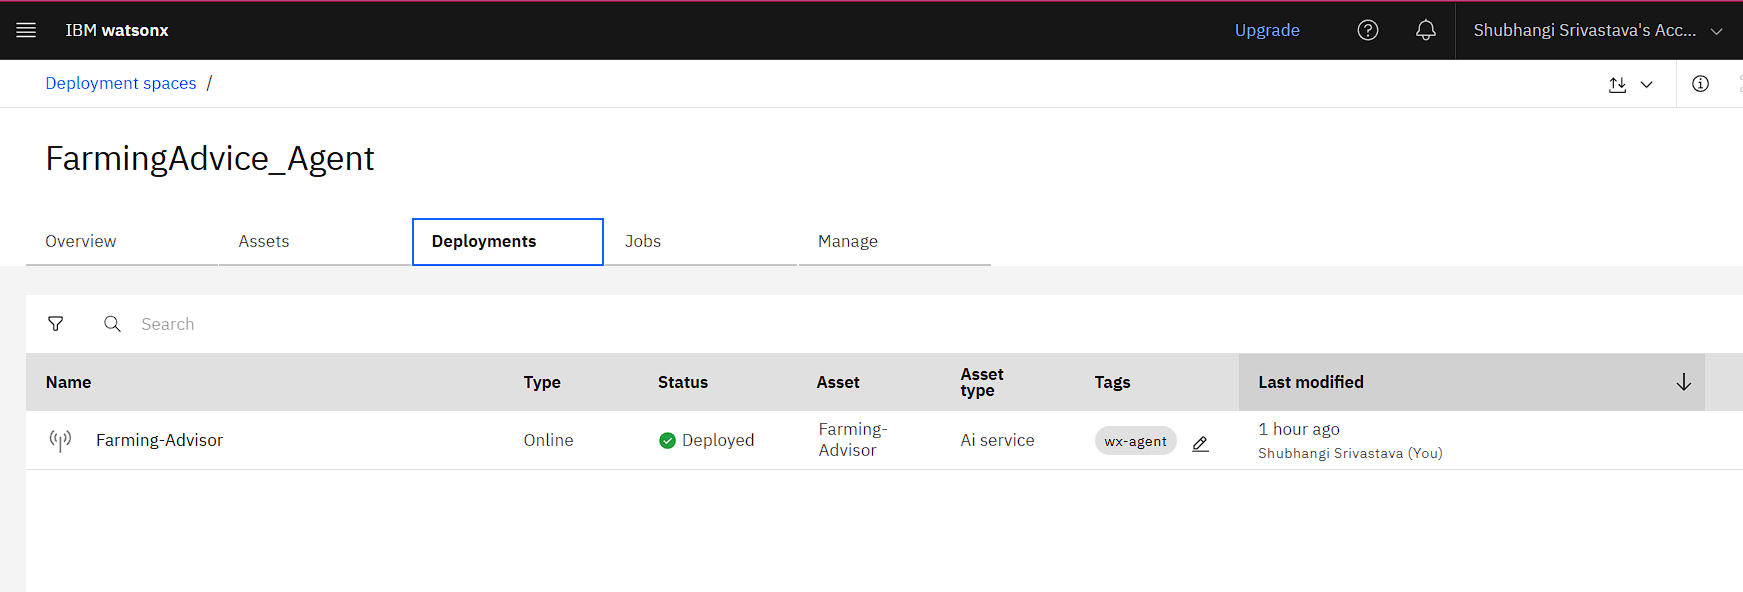 IBM watsonx
Upgrade
Shubhangi Srivastava's Acc...
Deployment spaces /
FarmingAdvice_Agent
Overview
Assets
Deployments
Jobs
Manage
Search
Name
Type
Status
Asset
Asset
type
Tags
Last modified
Farming-Advisor
Online
Deployed
Farming-
Advisor
Ai service
wx-agent
1 hour ago
Shubhangi Srivastava (You)